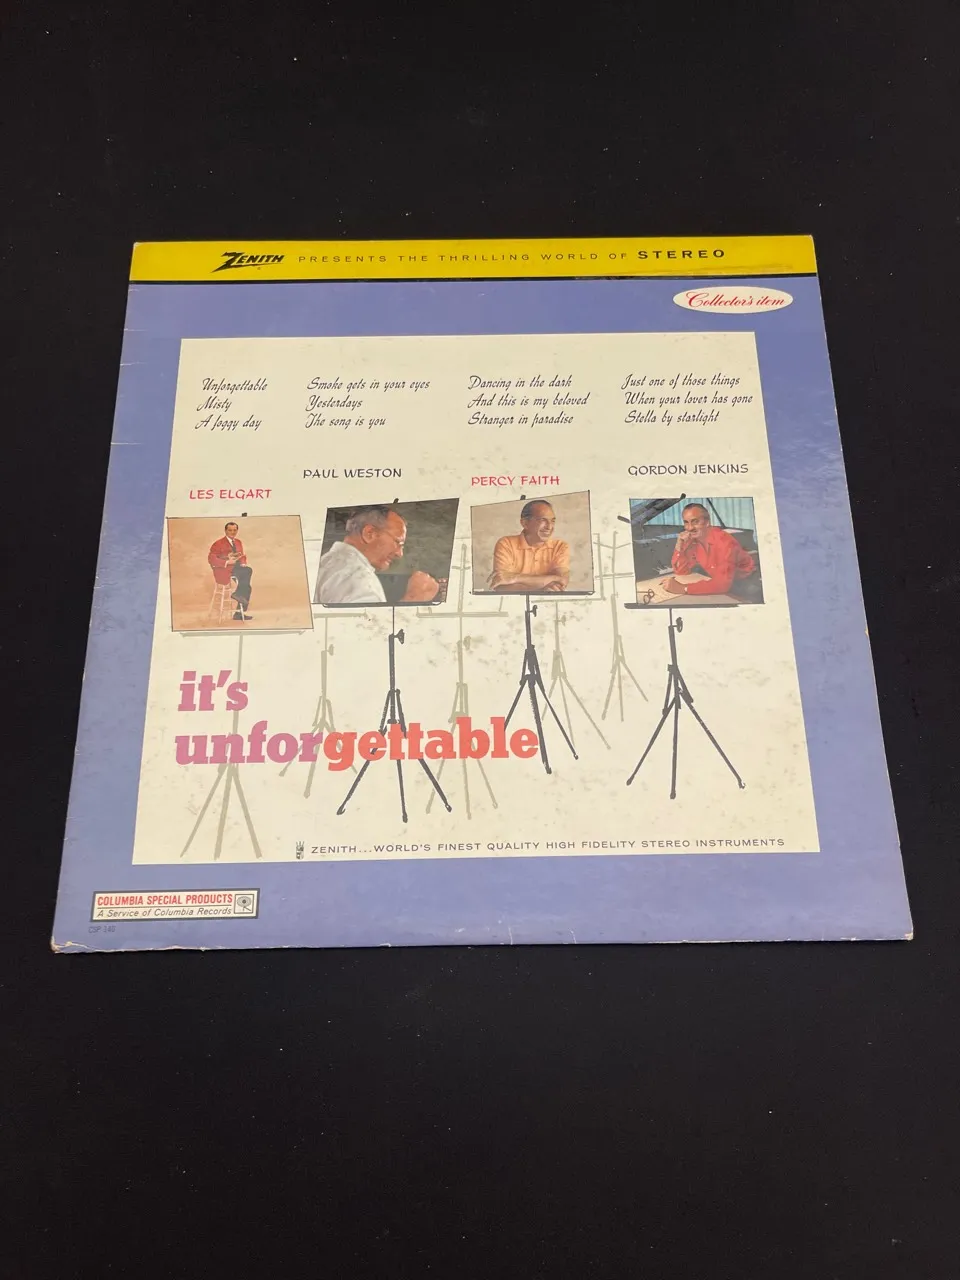 ZENITH PRESENTS THE THRILLING WORLD OF STEREO
Collector's item
Unforgettable
Misty
A foggy day
Smoke gets in your eyes
Yesterdays
The song is you
Dancing in the dark
And this is my beloved
Stranger in paradise
Just one of those things
When your lover has gone
Stella by starlight
LES ELGART
PAUL WESTON
PERCY FAITH
GORDON JENKINS
it's
unforgettable
ZENITH...WORLD'S FINEST QUALITY HIGH FIDELITY STEREO INSTRUMENTS
COLUMBIA SPECIAL PRODUCTS
A Service of Columbia Records
CSP 140